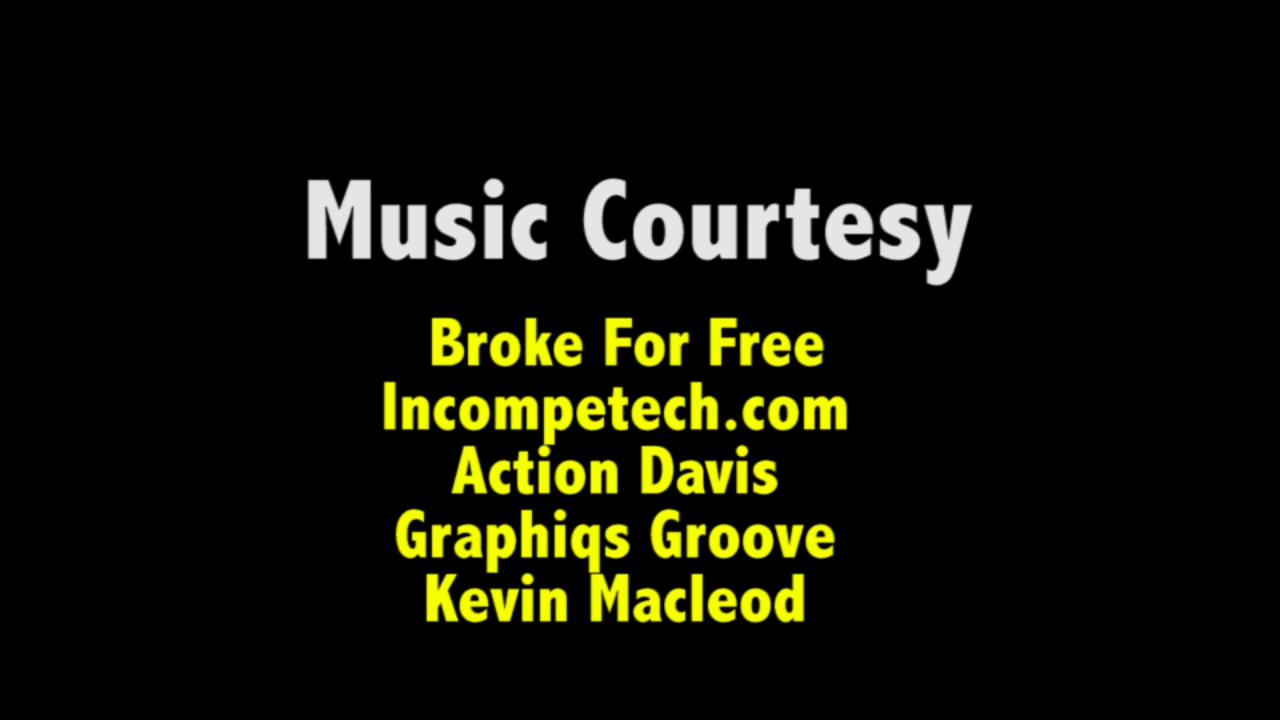 Music Courtesy
Broke For Free
Incompetech.com
Action Davis
Graphiqs Groove
Kevin Macleod